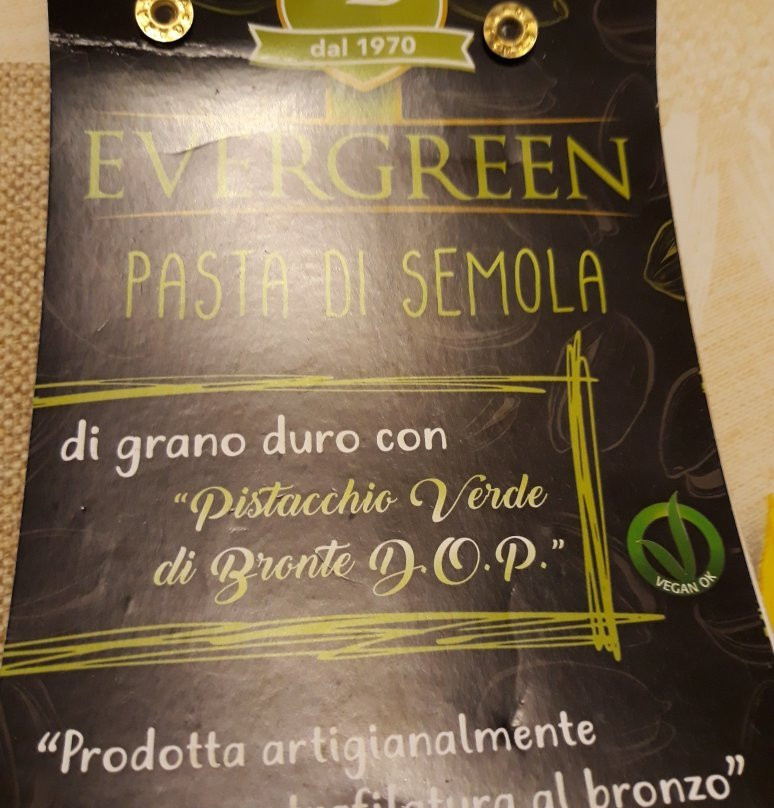 dal 1970
EVERGREEN
PASTA DI SEMOLA
di grano duro con
"Pistacchio Verde
di Bronte D.O.P."
VEGAN OK
"Prodotta artigianalmente
trafilatura al bronzo"